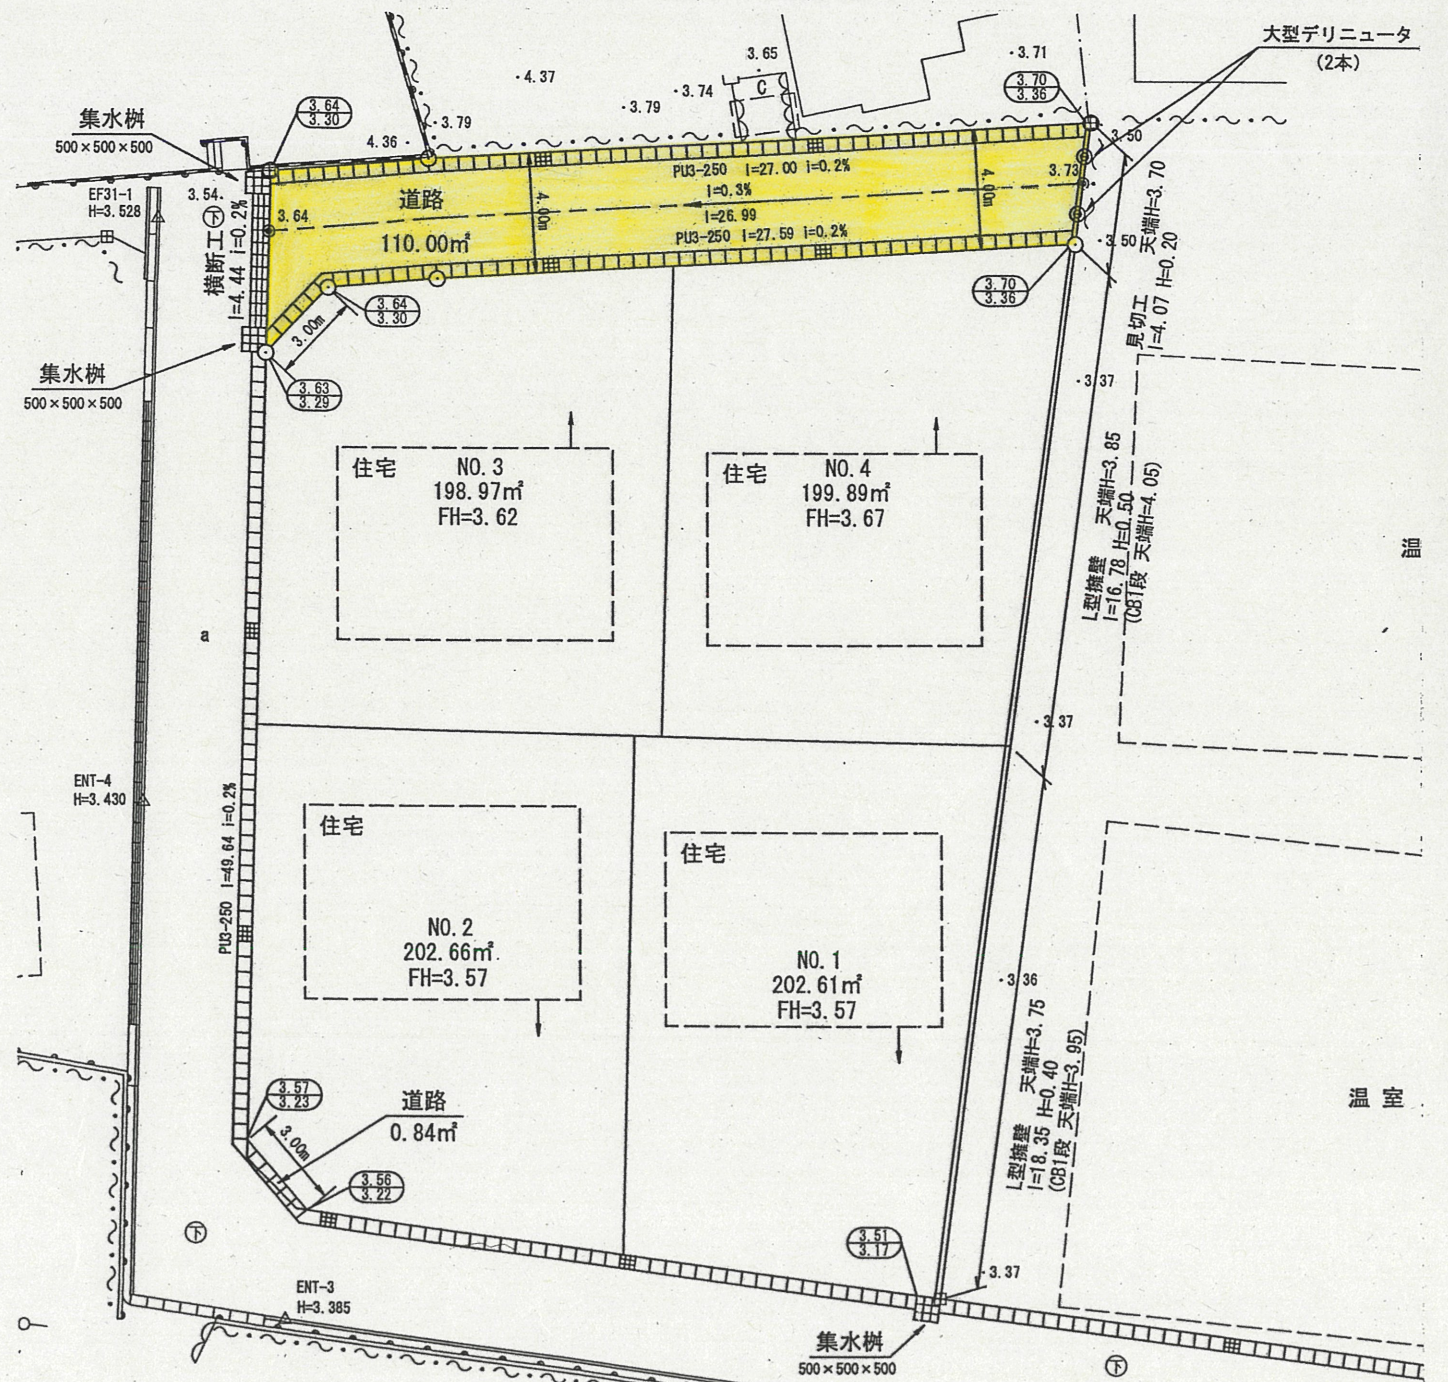 大型デリニュータ
(2本)
3.71
3.65
4.37
3.74
3.79
C
3.70
3.36
集水桝
500×500×500
3.64
3.30
3.79
4.36
3.50
EF31-1
H=3.528
3.54
下
横断工
l=4.44 i=0.2%
3.64
道路
110.00㎡
4.00m
PU3-250 l=27.00 i=0.2%
i=0.3%
l=26.99
PU3-250 l=27.59 i=0.2%
4.00m
3.73
3.50
3.70
3.36
見切工 天端H=3.70
l=4.07 H=0.20
3.64
3.30
3.00m
集水桝
500×500×500
3.63
3.29
3.37
住宅
NO.3
198.97㎡
FH=3.62
住宅
NO.4
199.89㎡
FH=3.67
L型擁壁 天端H=3.85
l=16.78 H=0.50
(CB1段 天端H=4.05)
温
a
3.37
ENT-4
H=3.430
PU3-250 l=49.64 i=0.2%
住宅
NO.2
202.66㎡
FH=3.57
住宅
NO.1
202.61㎡
FH=3.57
3.36
L型擁壁 天端H=3.75
l=18.35 H=0.40
(CB1段 天端H=3.95)
温室
3.57
3.23
3.00m
道路
0.84㎡
3.56
3.22
下
3.51
3.17
3.37
ENT-3
H=3.385
集水桝
500×500×500
下